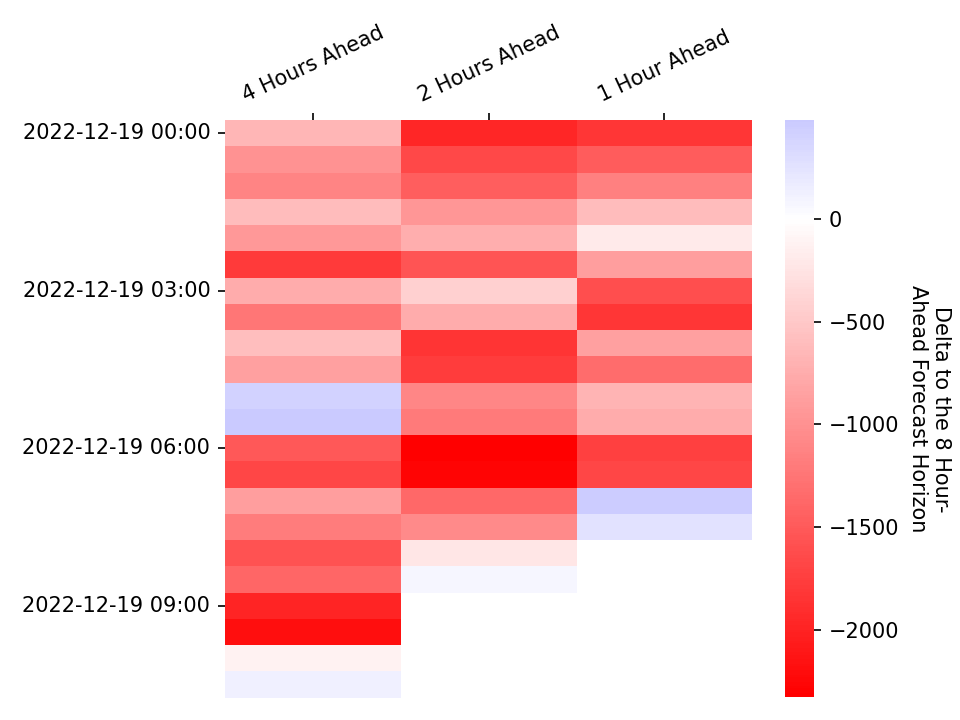 4 Hours Ahead
2 Hours Ahead
1 Hour Ahead
2022-12-19 00:00
2022-12-19 03:00
2022-12-19 06:00
2022-12-19 09:00
0
−500
−1000
−1500
−2000
Delta to the 8 Hour-
Ahead Forecast Horizon